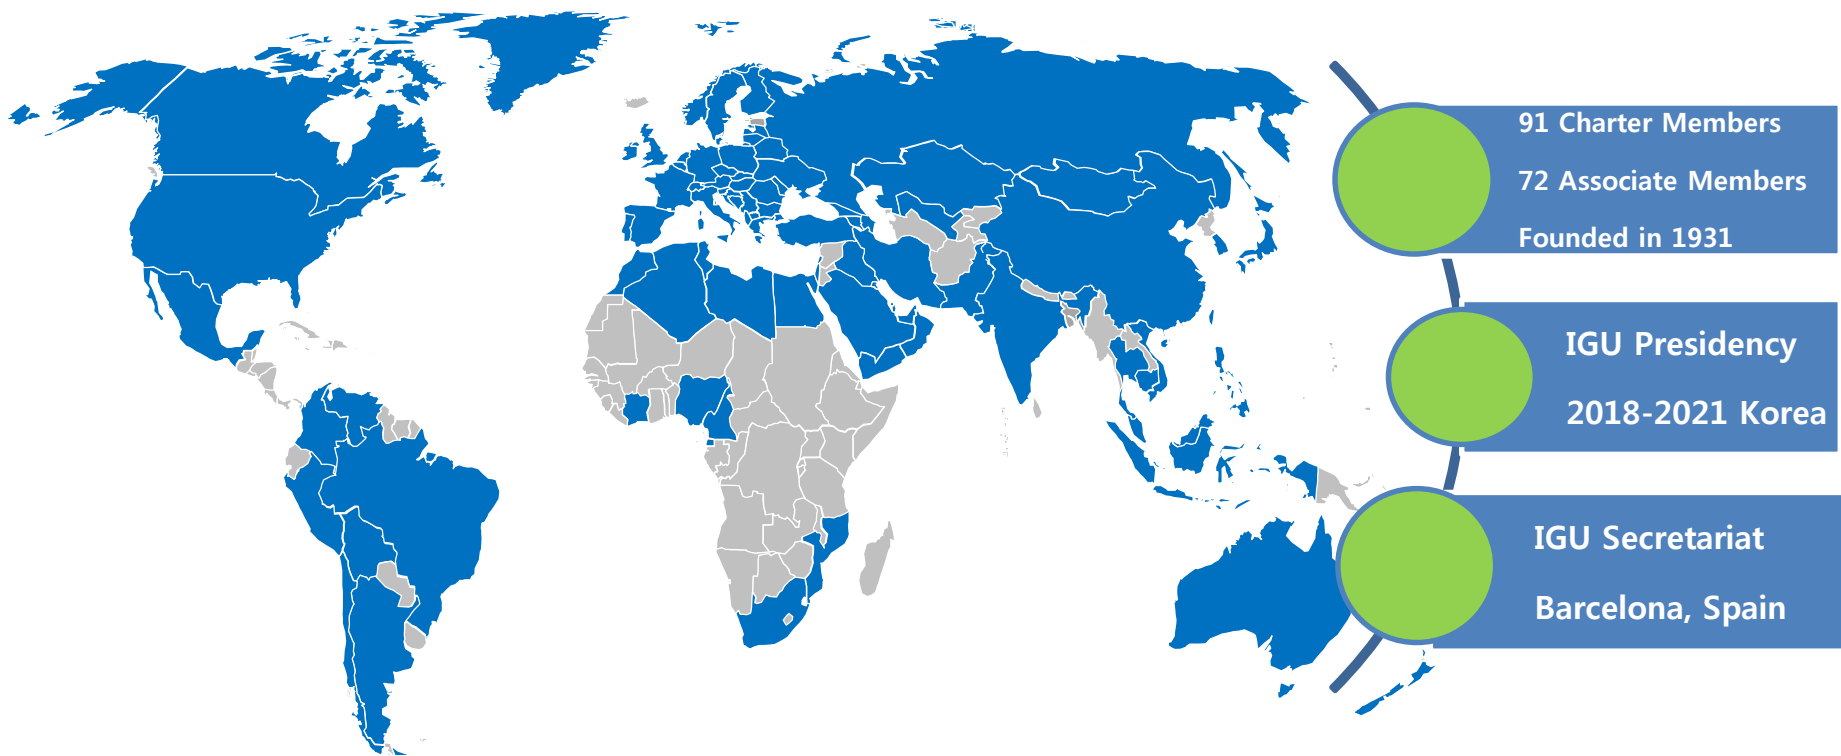 91 Charter Members
72 Associate Members
Founded in 1931
IGU Presidency
2018-2021 Korea
IGU Secretariat
Barcelona, Spain